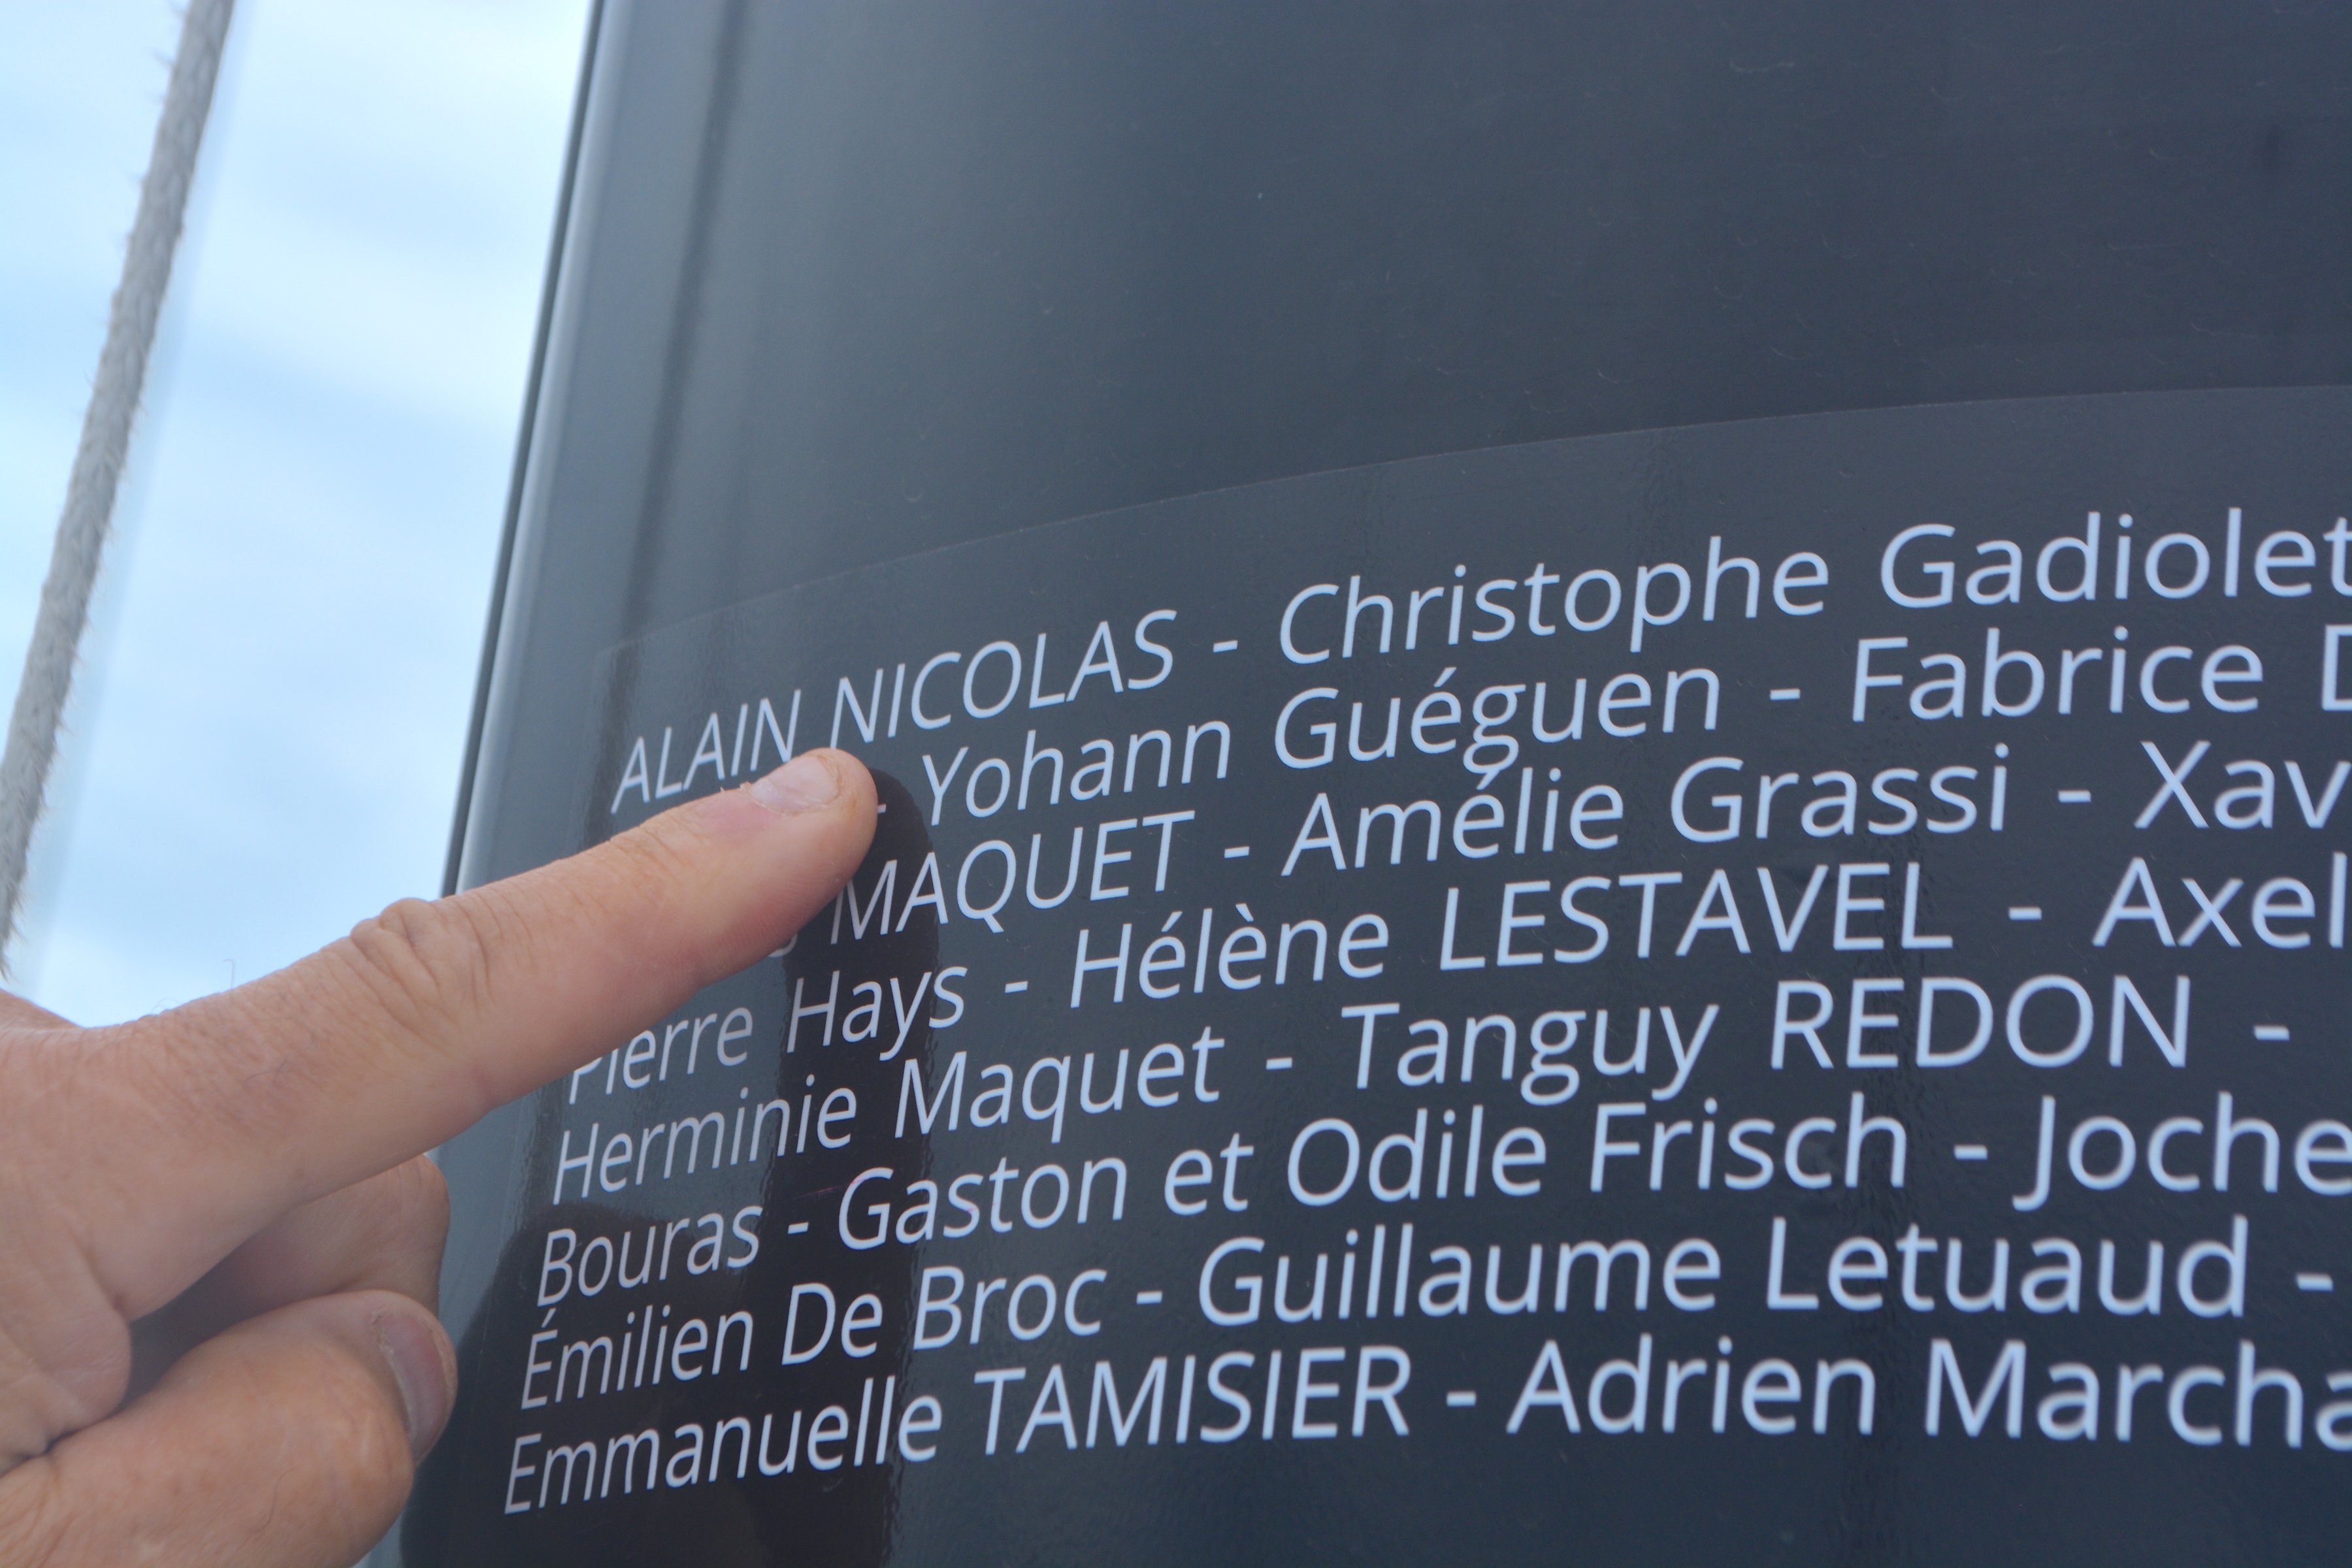 ALAIN NICOLAS - Christophe Gadiolet
- Yohann Guéguen - Fabrice
MAQUET - Amélie Grassi - Xav
Pierre Hays - Hélène LESTAVEL - Axel
Herminie Maquet - Tanguy REDON -
Bouras - Gaston et Odile Frisch - Joche
Émilien De Broc - Guillaume Letuaud -
Emmanuelle TAMISIER - Adrien Marcha